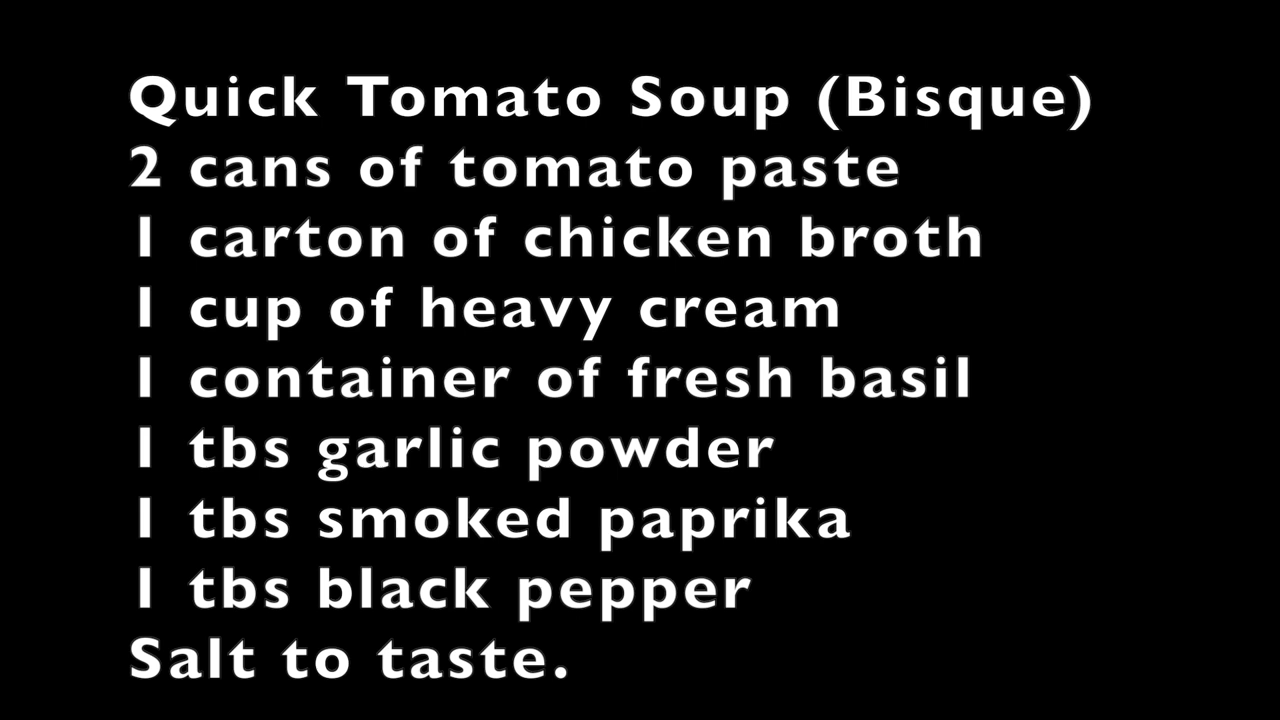 Quick Tomato Soup (Bisque)
2 cans of tomato paste
1 carton of chicken broth
1 cup of heavy cream
1 container of fresh basil
1 tbs garlic powder
1 tbs smoked paprika
1 tbs black pepper
Salt to taste.